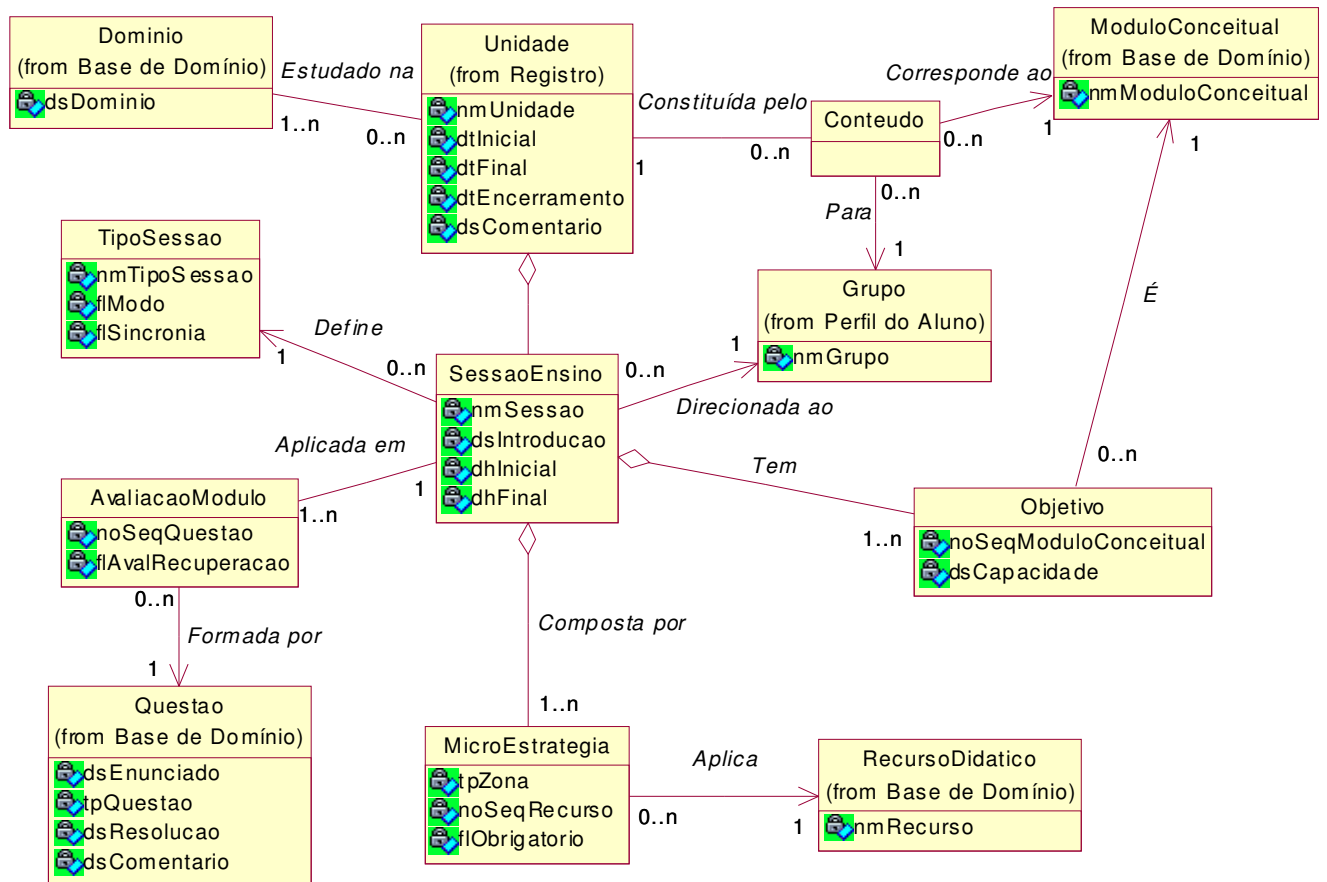 Dominio
(from Base de Domínio)
dsDominio
Estudado na
1..n
0..n
Unidade
(from Registro)
nmUnidade
dtInicial
dtFinal
dtEncerramento
dsComentario
Constituída pelo
1
0..n
Conteudo
Corresponde ao
0..n
1
ModuloConceitual
(from Base de Domínio)
nmModuloConceitual
1
0..n
Para
1
É
0..n
TipoSessao
nmTipoSessao
flModo
flSincronia
Define
1
0..n
Grupo
(from Perfil do Aluno)
nmGrupo
SessaoEnsino
nmSessao
dsIntroducao
dhInicial
dhFinal
0..n
1
Direcionada ao
Aplicada em
1
1..n
Tem
1..n
AvaliacaoModulo
noSeqQuestao
flAvalRecuperacao
Objetivo
noSeqModuloConceitual
dsCapacidade
0..n
Formada por
1
Composta por
1..n
Questao
(from Base de Domínio)
dsEnunciado
tpQuestao
dsResolucao
dsComentario
MicroEstrategia
tpZona
noSeqRecurso
flObrigatorio
Aplica
0..n
1
RecursoDidatico
(from Base de Domínio)
nmRecurso